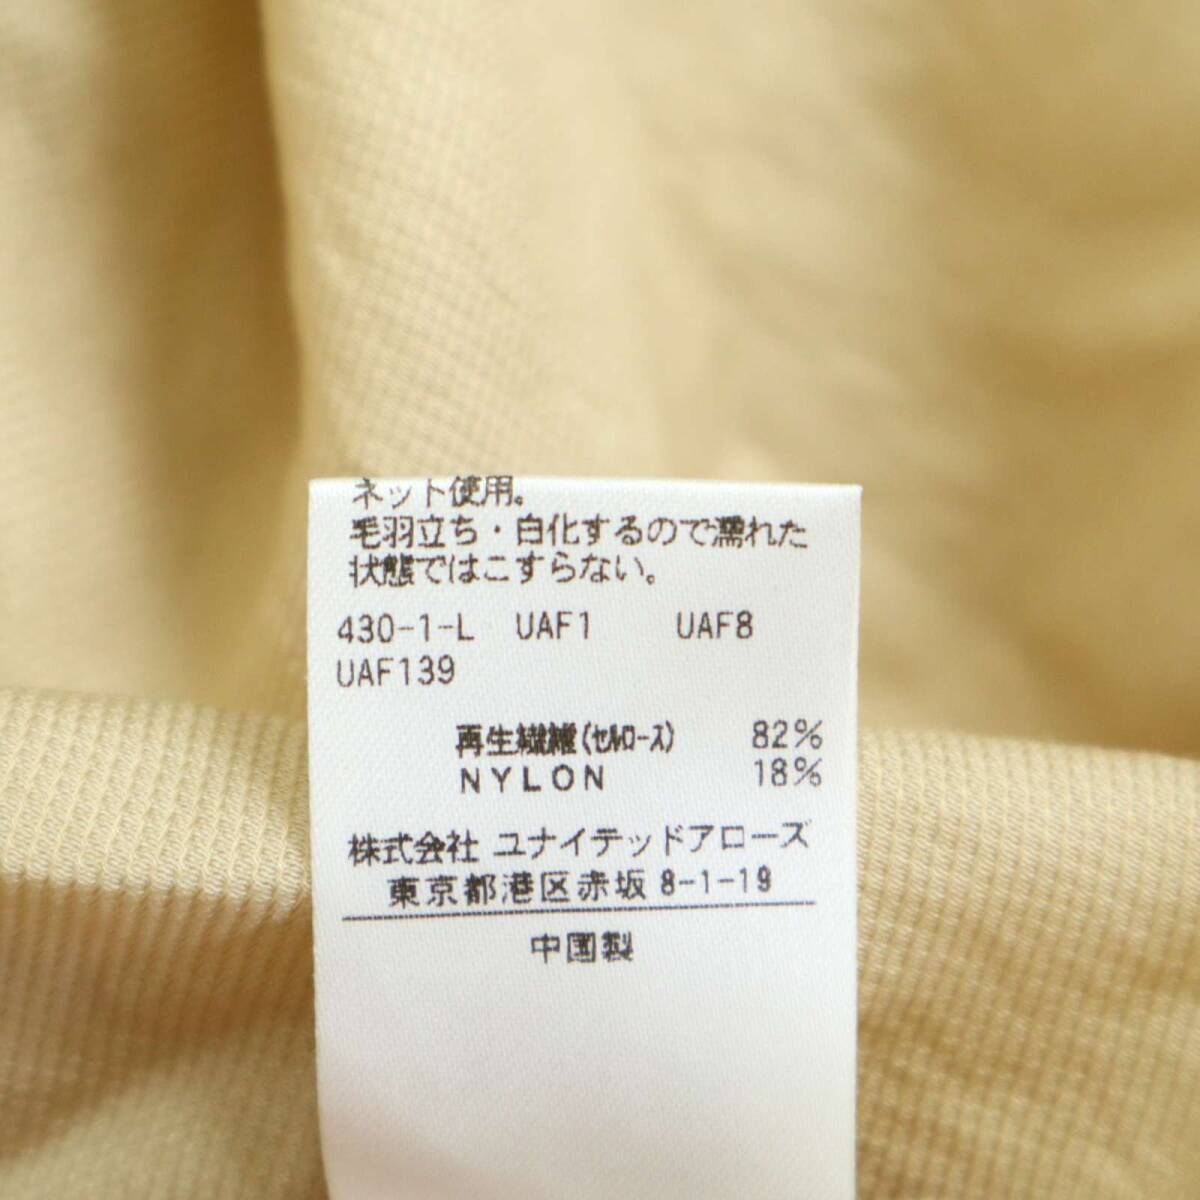 ネット使用。
毛羽立ち・白化するので濡れた
状態ではこすらない。
430-1-L UAF1 UAF8
UAF139
再生繊維(セルロース) 82%
NYLON 18%
株式会社 ユナイテッドアローズ
東京都港区赤坂 8-1-19
中国製